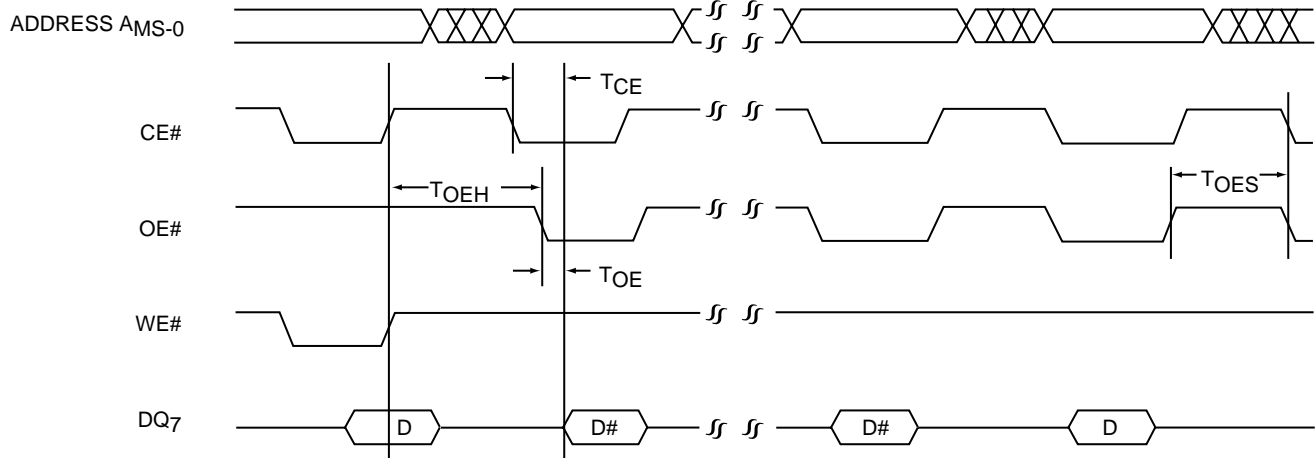 ADDRESS AMS-0
TCE
CE#
TOEH
TOES
OE#
TOE
WE#
DQ7
D
D#
D#
D